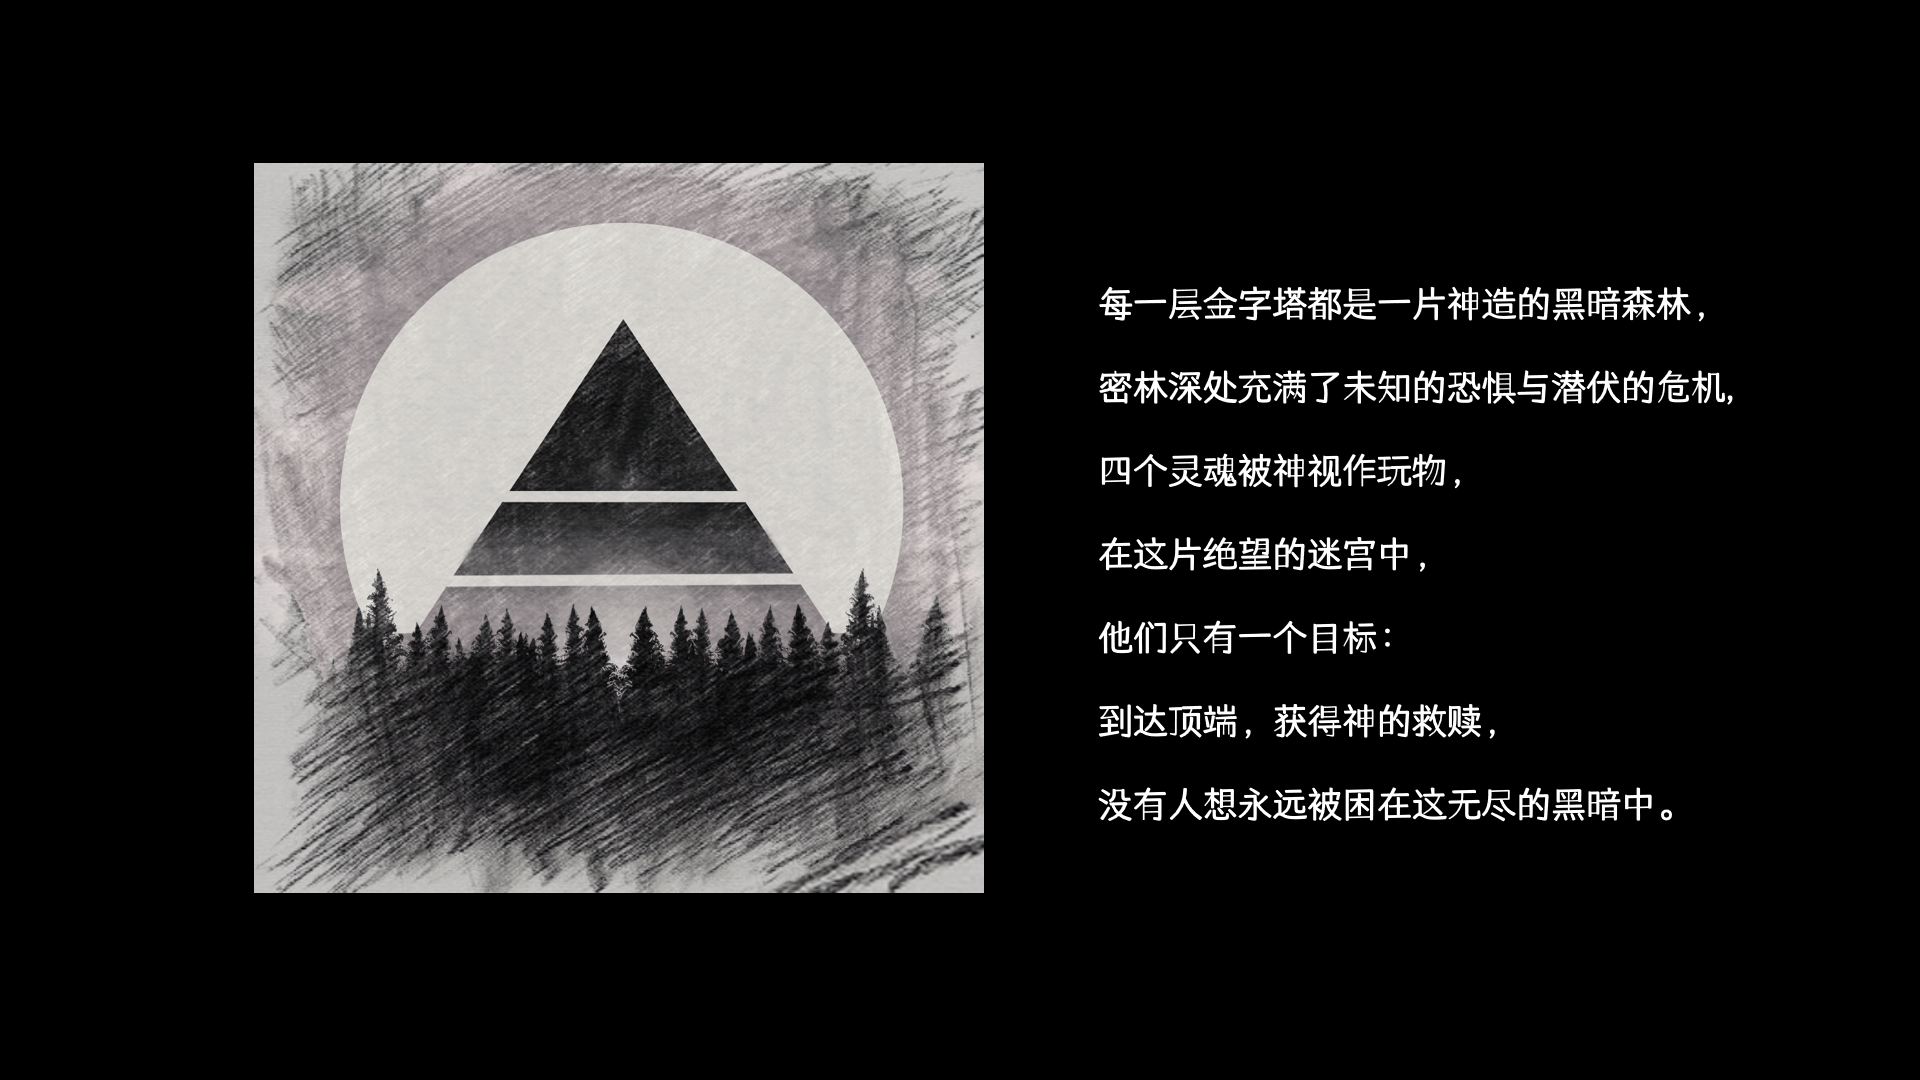 每一层金字塔都是一片神造的黑暗森林，
密林深处充满了未知的恐惧与潜伏的危机,
四个灵魂被神视作玩物，
在这片绝望的迷宫中，
他们只有一个目标：
到达顶端，获得神的救赎，
没有人想永远被困在这无尽的黑暗中。